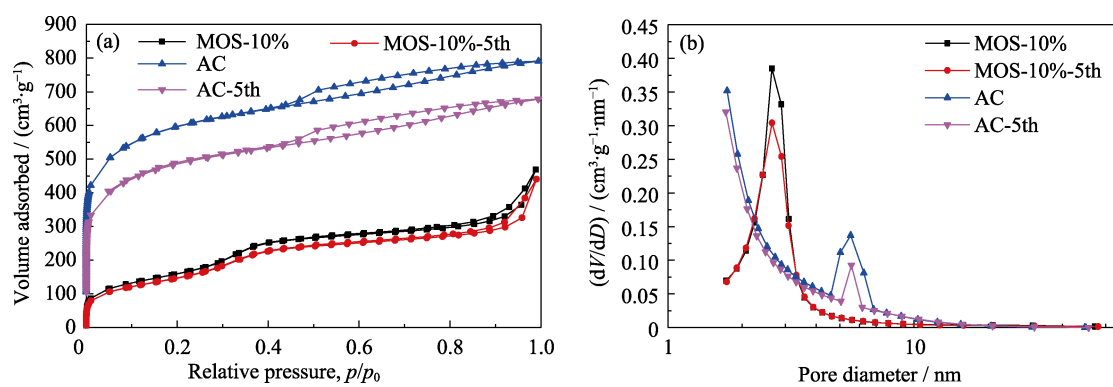 (a)
MOS-10%
MOS-10%-5th
AC
AC-5th
900
800
700
600
500
400
300
200
100
0
Volume adsorbed / (cm³·g⁻¹)
0 0.2 0.4 0.6 0.8 1.0
Relative pressure, p/p₀
(b)
MOS-10%
MOS-10%-5th
AC
AC-5th
0.45
0.40
0.35
0.30
0.25
0.20
0.15
0.10
0.05
0
(dV/dD) / (cm³·g⁻¹·nm⁻¹)
1 10
Pore diameter / nm